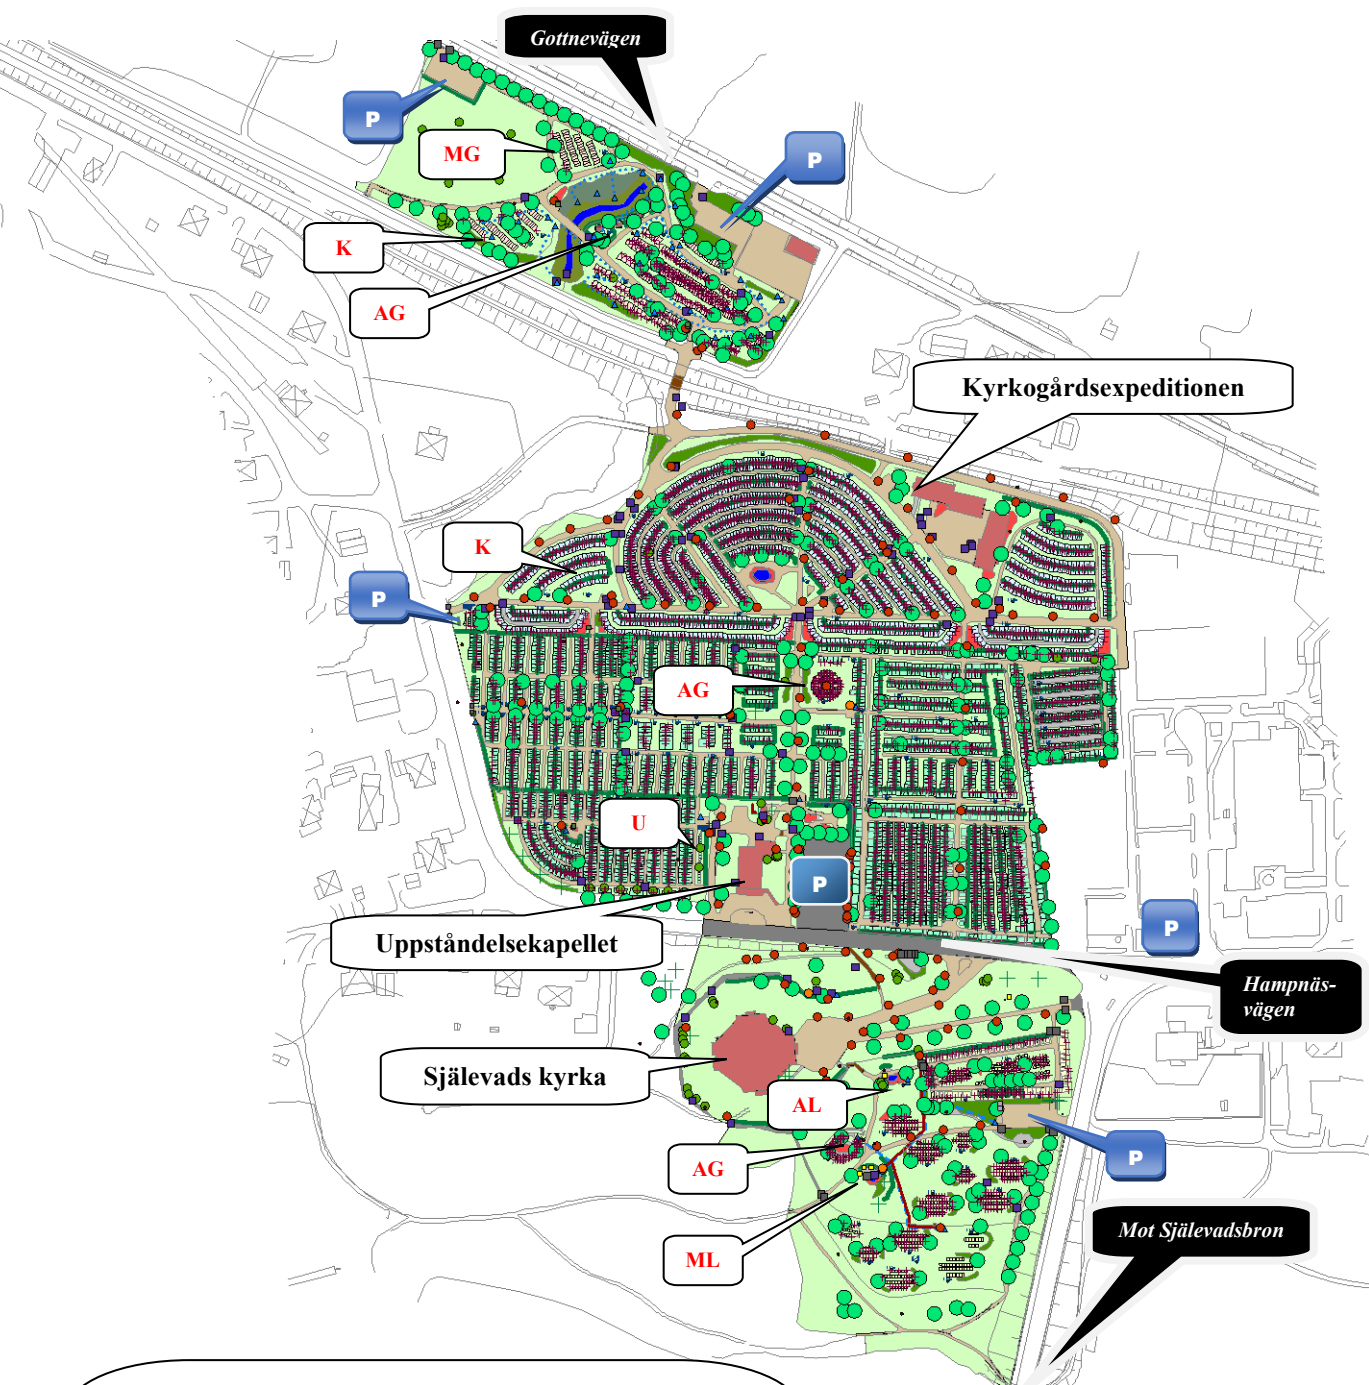 Gottnevägen
P
P
MG
K
AG
Kyrkogårdsexpeditionen
K
P
AG
U
P
Uppståndelsekapellet
P
Hampnäs-
vägen
Själevads kyrka
AL
AG
P
Mot Själevadsbron
ML